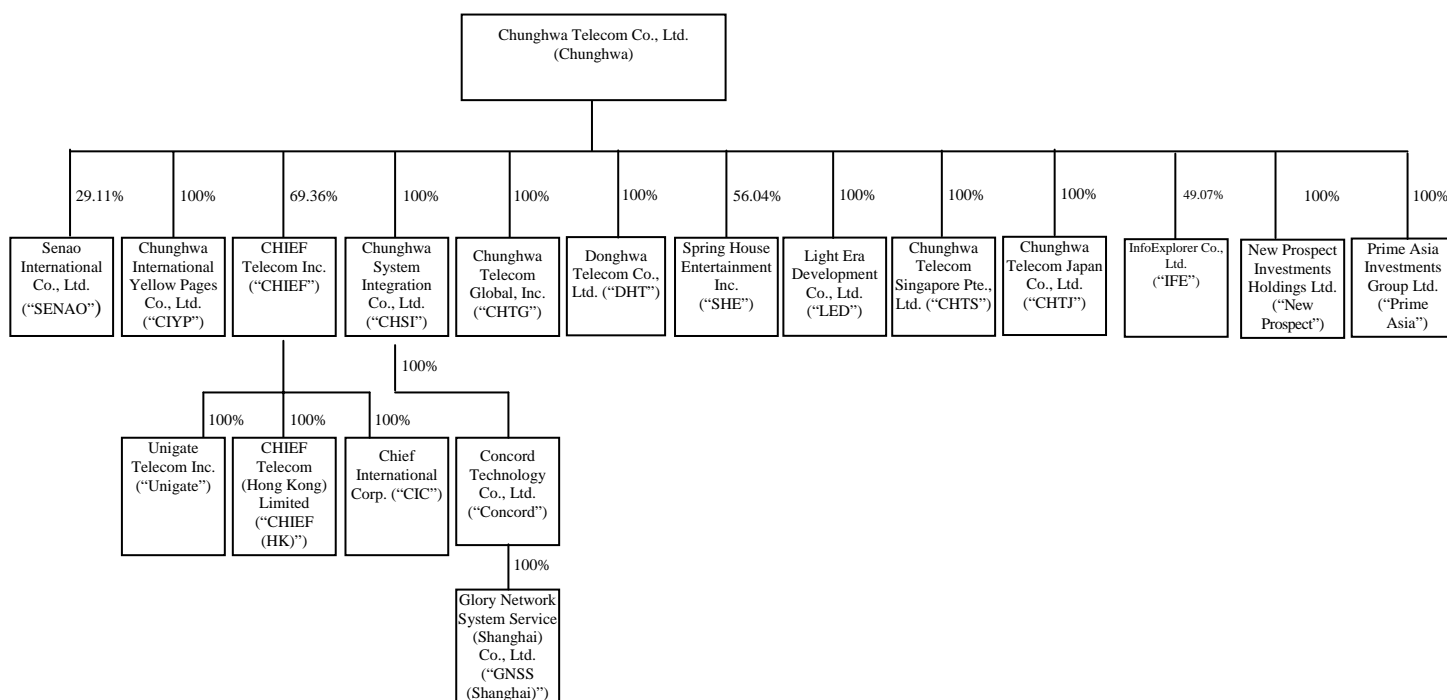 Chunghwa Telecom Co., Ltd.
(Chunghwa)
29.11%
100%
69.36%
100%
100%
100%
56.04%
100%
100%
100%
49.07%
100%
100%
Senao
International
Co., Ltd.
(“SENAO”)
Chunghwa
International
Yellow Pages
Co., Ltd.
(“CIYP”)
CHIEF
Telecom Inc.
(“CHIEF”)
Chunghwa
System
Integration
Co., Ltd.
(“CHSI”)
Chunghwa
Telecom
Global, Inc.
(“CHTG”)
Donghwa
Telecom Co.,
Ltd. (“DHT”)
Spring House
Entertainment
Inc.
(“SHE”)
Light Era
Development
Co., Ltd.
(“LED”)
Chunghwa
Telecom
Singapore Pte.,
Ltd. (“CHTS”)
Chunghwa
Telecom Japan
Co., Ltd.
(“CHTJ”)
InfoExplorer Co.,
Ltd.
(“IFE”)
New Prospect
Investments
Holdings Ltd.
(“New
Prospect”)
Prime Asia
Investments
Group Ltd.
(“Prime
Asia”)
100%
100%
100%
100%
Unigate
Telecom Inc.
(“Unigate”)
CHIEF
Telecom
(Hong Kong)
Limited
(“CHIEF
(HK)”)
Chief
International
Corp. (“CIC”)
Concord
Technology
Co., Ltd.
(“Concord”)
100%
Glory Network
System Service
(Shanghai)
Co., Ltd.
(“GNSS
(Shanghai)”)